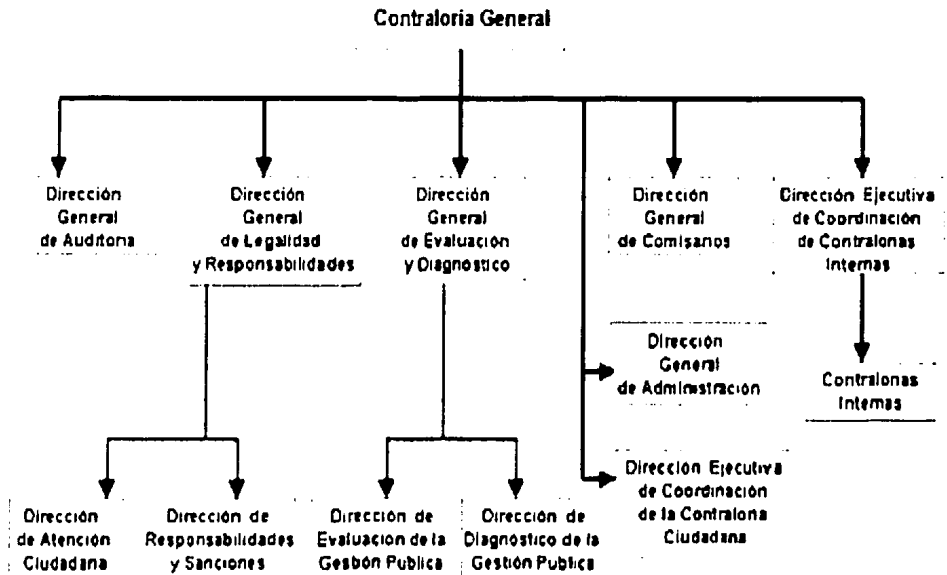 Contraloria General
Dirección
General
de Auditoria
Dirección
General
de Legalidad
y Responsabilidades
Dirección
General
de Evaluación
y Diagnóstico
Dirección
General
de Comisarios
Dirección Ejecutiva
de Coordinación
de Contralorias
Internas
Dirección
General
de Administración
Contralorias
Internas
Dirección Ejecutiva
de Coordinación
de la Contraloria
Ciudadana
Dirección
de Atención
Ciudadana
Dirección de
Responsabilidades
y Sanciones
Dirección de
Evaluación de la
Gestión Publica
Dirección de
Diagnóstico de la
Gestión Publica